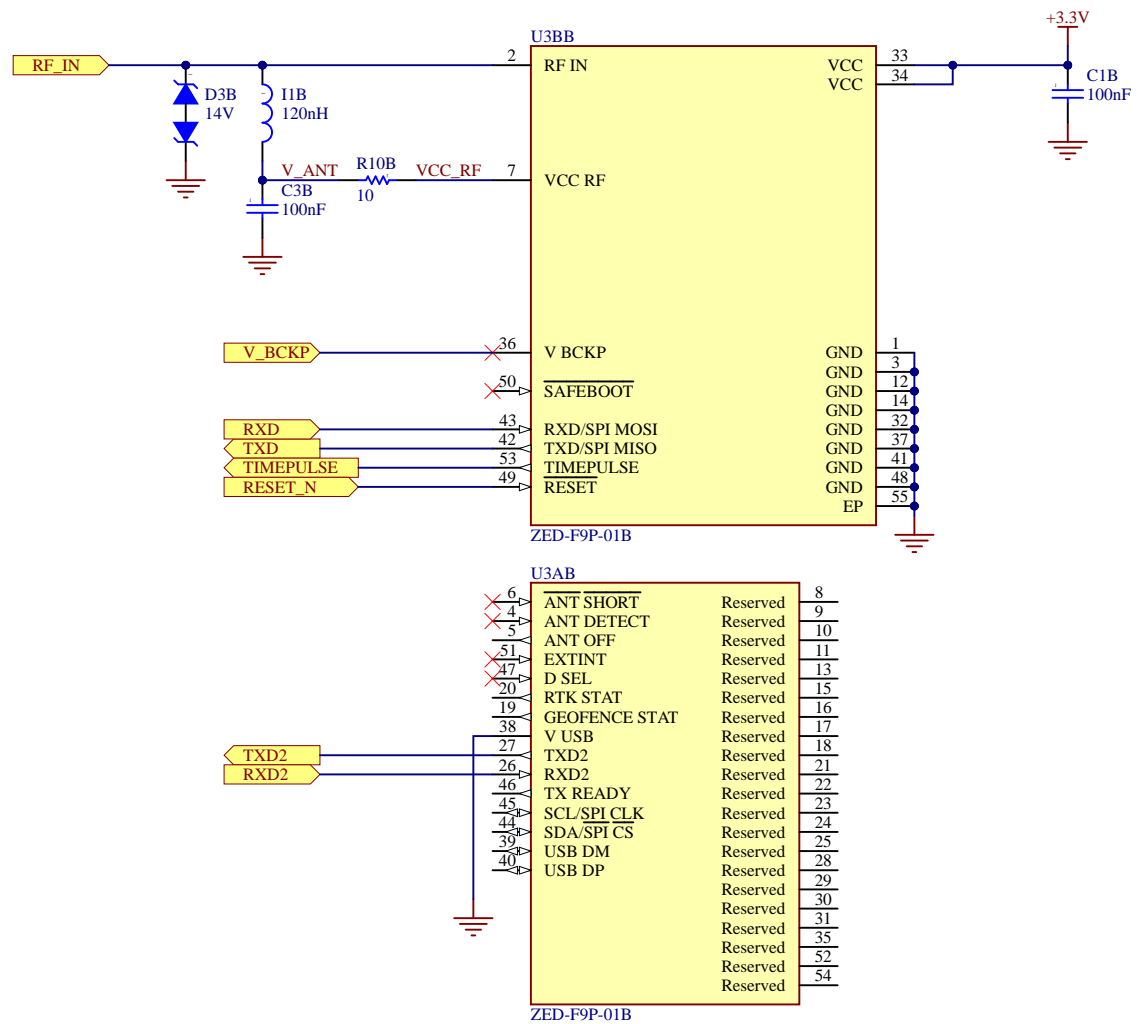 +3.3V
U3BB
RF_IN
2
RF IN
VCC
33
VCC
34
D3B
14V
I1B
120nH
C1B
100nF
V_ANT
R10B
10
VCC_RF
7
VCC RF
C3B
100nF
V_BCKP
36
V BCKP
GND
1
GND
3
50
SAFEBOOT
GND
12
GND
14
RXD
43
RXD/SPI MOSI
GND
32
TXD
42
TXD/SPI MISO
GND
37
TIMEPULSE
53
TIMEPULSE
GND
41
RESET_N
49
RESET
GND
48
EP
55
ZED-F9P-01B
U3AB
6
ANT SHORT
Reserved
8
4
ANT DETECT
Reserved
9
5
ANT OFF
Reserved
10
51
EXTINT
Reserved
11
47
D SEL
Reserved
13
20
RTK STAT
Reserved
15
19
GEOFENCE STAT
Reserved
16
38
V USB
Reserved
17
TXD2
27
TXD2
Reserved
18
RXD2
26
RXD2
Reserved
21
46
TX READY
Reserved
22
45
SCL/SPI CLK
Reserved
23
44
SDA/SPI CS
Reserved
24
39
USB DM
Reserved
25
40
USB DP
Reserved
28
Reserved
29
Reserved
30
Reserved
31
Reserved
35
Reserved
52
Reserved
54
ZED-F9P-01B